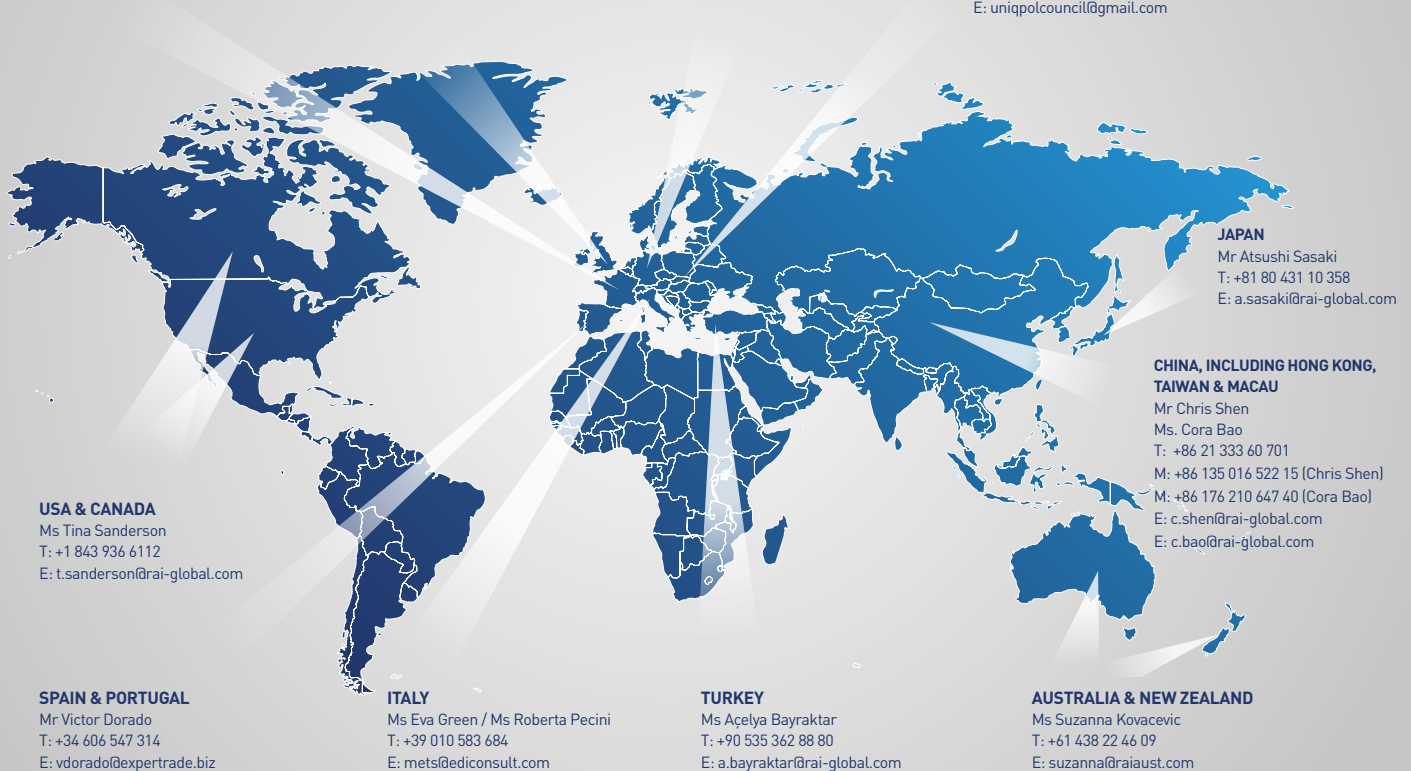 E: uniqpolcouncil@gmail.com
JAPAN
Mr Atsushi Sasaki
T: +81 80 431 10 358
E: a.sasaki@rai-global.com
CHINA, INCLUDING HONG KONG,
TAIWAN & MACAU
Mr Chris Shen
Ms. Cora Bao
T: +86 21 333 60 701
M: +86 135 016 522 15 (Chris Shen)
M: +86 176 210 647 40 (Cora Bao)
E: c.shen@rai-global.com
E: c.bao@rai-global.com
USA & CANADA
Ms Tina Sanderson
T: +1 843 936 6112
E: t.sanderson@rai-global.com
SPAIN & PORTUGAL
Mr Victor Dorado
T: +34 606 547 314
E: vdorado@expertrade.biz
ITALY
Ms Eva Green / Ms Roberta Pecini
T: +39 010 583 684
E: mets@ediconsult.com
TURKEY
Ms Açelya Bayraktar
T: +90 535 362 88 80
E: a.bayraktar@rai-global.com
AUSTRALIA & NEW ZEALAND
Ms Suzanna Kovacevic
T: +61 438 22 46 09
E: suzanna@raiaust.com